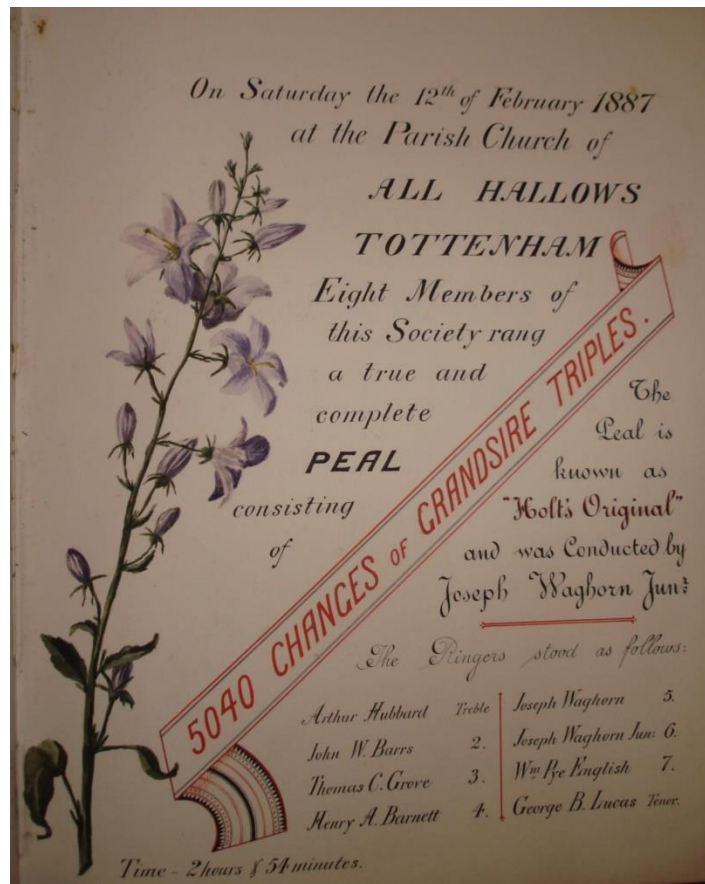 On Saturday the 12th of February 1887
at the Parish Church of
ALL HALLOWS
TOTTENHAM
Eight Members of
this Society rang
a true and
complete
PEAL
consisting
of
5040 CHANGES OF GRANDSIRE TRIPLES.
The
Peal is
known as
"Holt's Original"
and was Conducted by
Joseph Waghorn Junr
The Ringers stood as follows:
Arthur Hubbard Treble
John W. Barrs 2.
Thomas C. Grove 3.
Henry A. Barnett 4.
Joseph Waghorn 5.
Joseph Waghorn Jun: 6.
Wm Pye English 7.
George B. Lucas Tenor.
Time - 2 hours & 54 minutes.